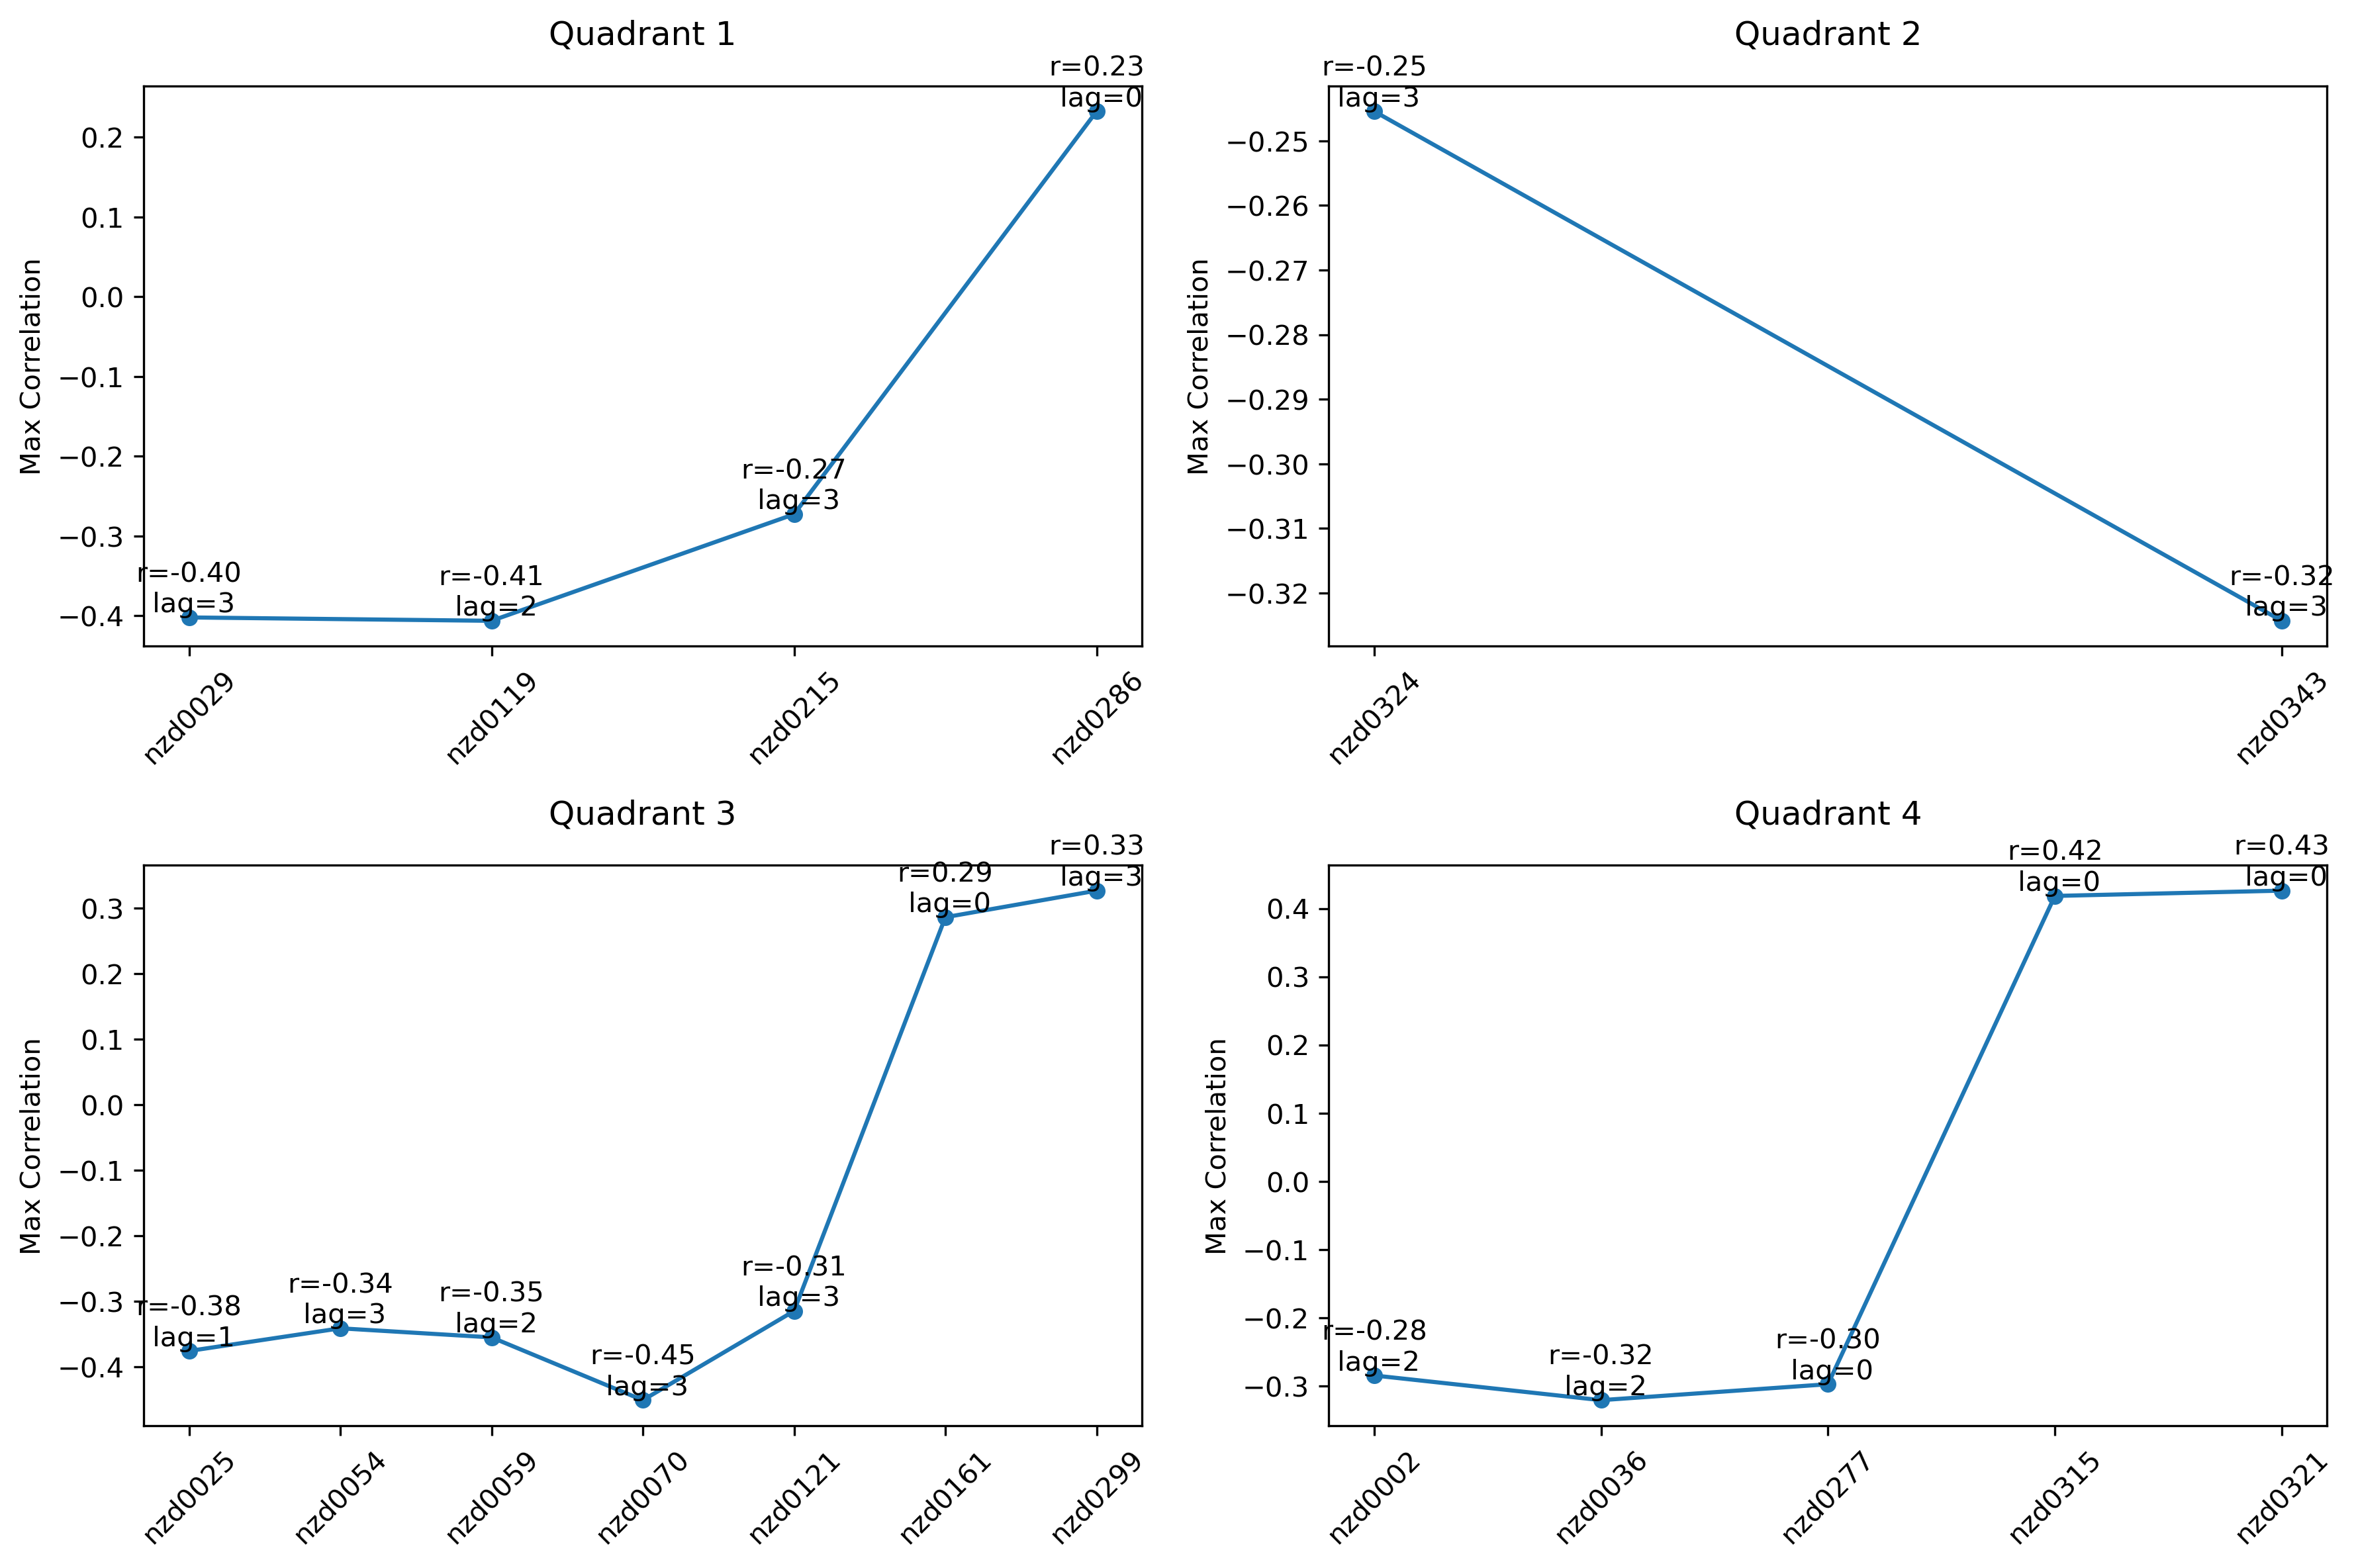 Quadrant 1
r=0.23
lag=0
0.2
0.1
0.0
−0.1
−0.2
−0.3
−0.4
Max Correlation
r=-0.40
lag=3
r=-0.41
lag=2
r=-0.27
lag=3
nzd0029
nzd0119
nzd0215
nzd0286
Quadrant 2
r=-0.25
lag=3
−0.25
−0.26
−0.27
−0.28
−0.29
−0.30
−0.31
−0.32
Max Correlation
r=-0.32
lag=3
nzd0324
nzd0343
Quadrant 3
r=0.33
lag=3
r=0.29
lag=0
0.3
0.2
0.1
0.0
−0.1
−0.2
−0.3
−0.4
Max Correlation
r=-0.38
lag=1
r=-0.34
lag=3
r=-0.35
lag=2
r=-0.45
lag=3
r=-0.31
lag=3
nzd0025
nzd0054
nzd0059
nzd0070
nzd0121
nzd0161
nzd0299
Quadrant 4
r=0.42
lag=0
r=0.43
lag=0
0.4
0.3
0.2
0.1
0.0
−0.1
−0.2
−0.3
Max Correlation
r=-0.28
lag=2
r=-0.32
lag=2
r=-0.30
lag=0
nzd0002
nzd0036
nzd0277
nzd0315
nzd0321